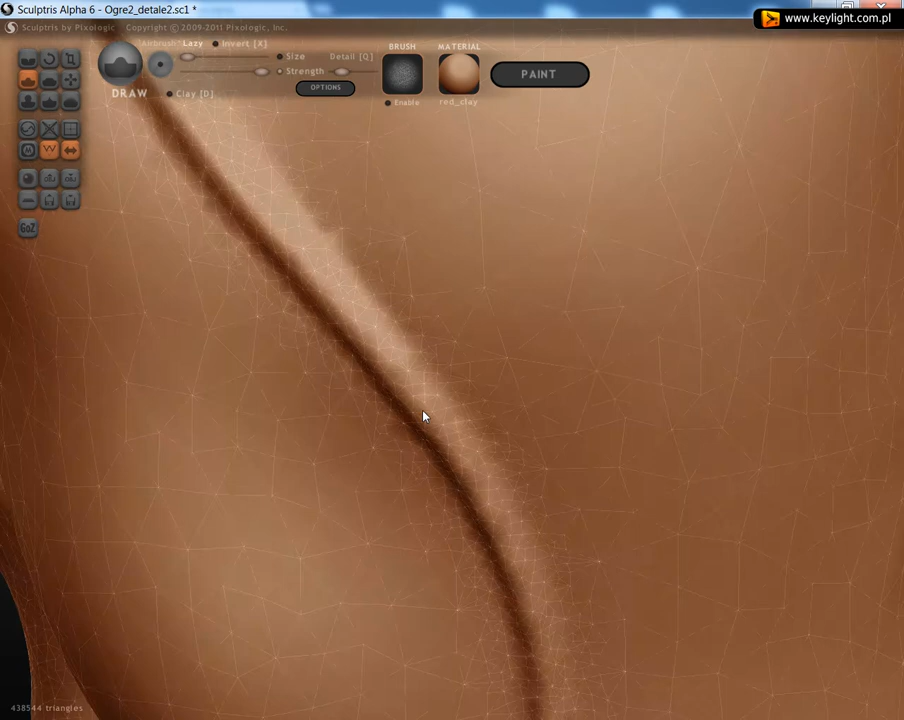 Sculptris Alpha 6 - Ogre2_detale2.sc1 *
www.keylight.com.pl
Sculptris by Pixologic Copyright © 2009-2011 Pixologic, Inc.
Airbrush Lazy Invert [X]
Size Detail [Q]
Strength
DRAW Clay [D] OPTIONS
BRUSH
Enable
MATERIAL
red_clay
PAINT
GoZ
438544 triangles